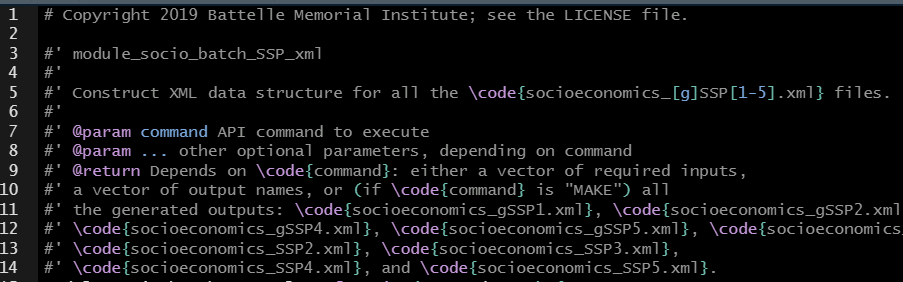 1 # Copyright 2019 Battelle Memorial Institute; see the LICENSE file.
2
3 #' module_socio_batch_SSP_xml
4 #'
5 #' Construct XML data structure for all the \code{socioeconomics_[g]SSP[1-5].xml} files.
6 #'
7 #' @param command API command to execute
8 #' @param ... other optional parameters, depending on command
9 #' @return Depends on \code{command}: either a vector of required inputs,
10 #' a vector of output names, or (if \code{command} is "MAKE") all
11 #' the generated outputs: \code{socioeconomics_gSSP1.xml}, \code{socioeconomics_gSSP2.xml
12 #' \code{socioeconomics_gSSP4.xml}, \code{socioeconomics_gSSP5.xml}, \code{socioeconomics_
13 #' \code{socioeconomics_SSP2.xml}, \code{socioeconomics_SSP3.xml},
14 #' \code{socioeconomics_SSP4.xml}, and \code{socioeconomics_SSP5.xml}.